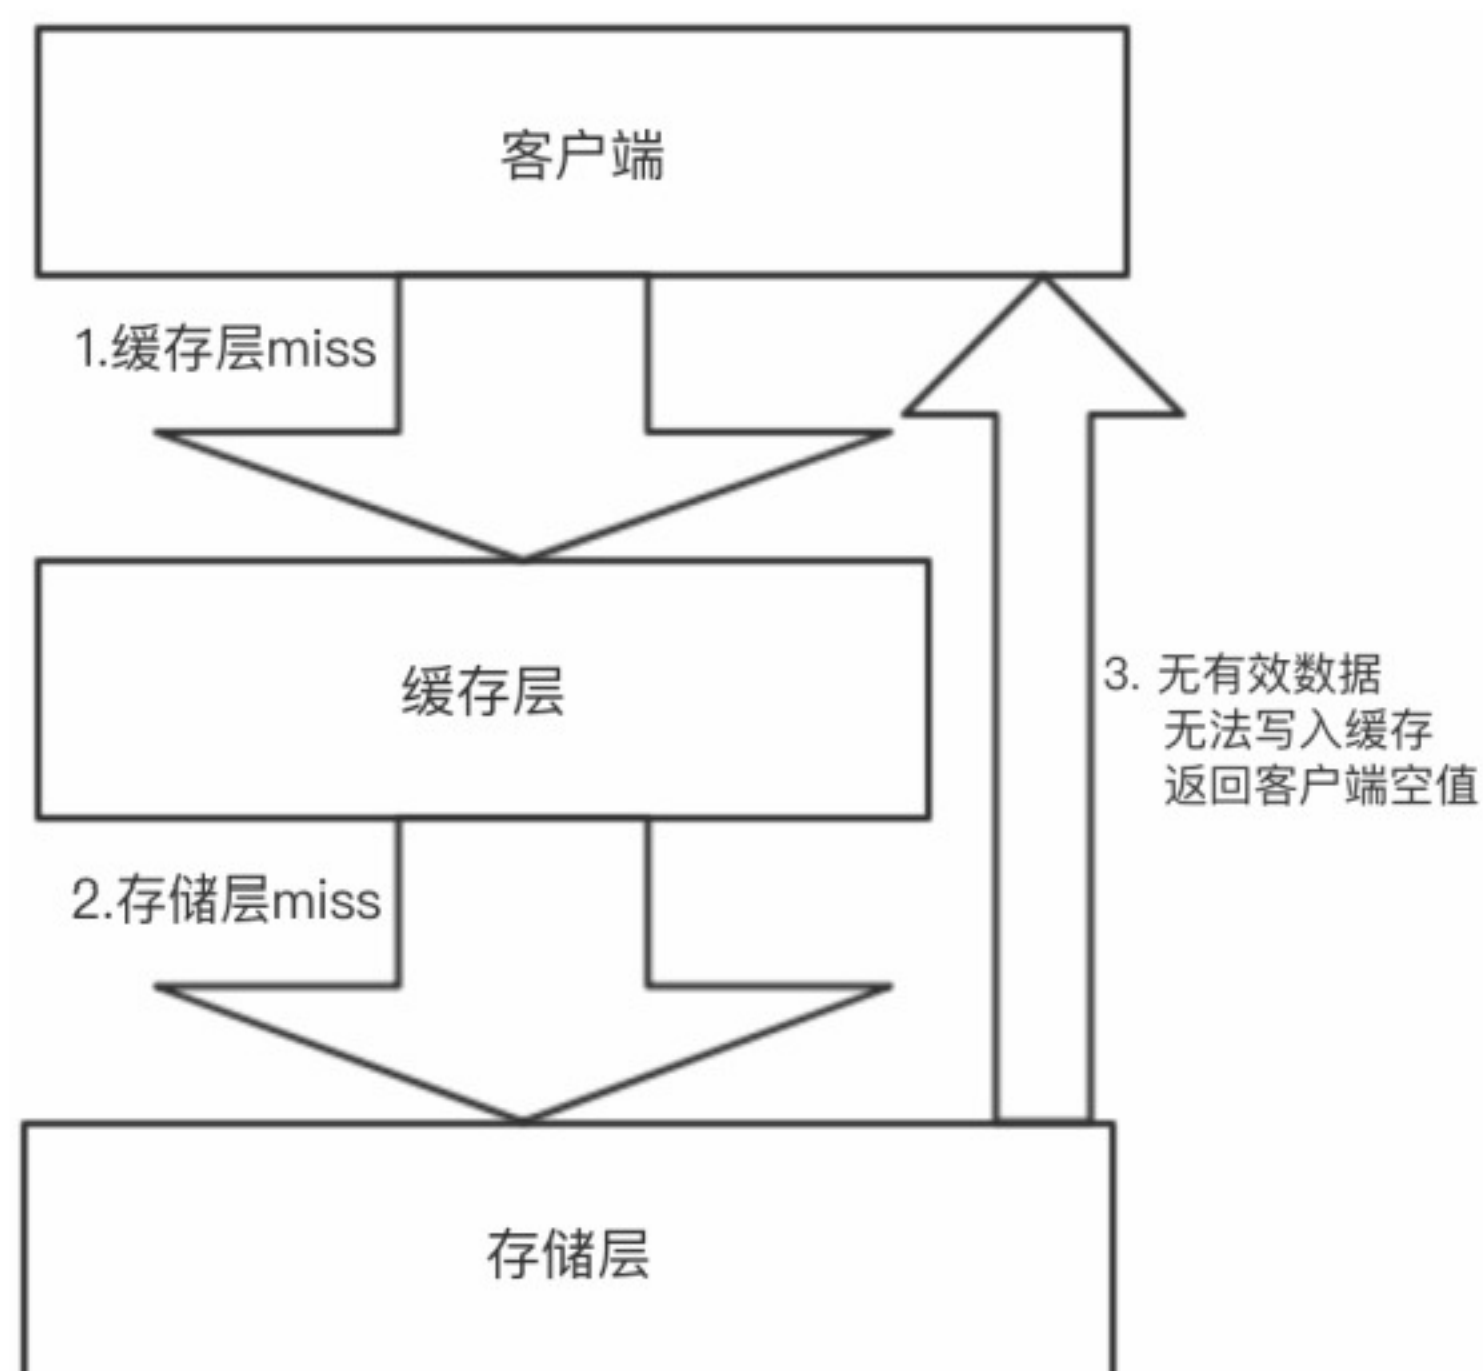 客户端
1.缓存层miss
缓存层
3. 无有效数据
无法写入缓存
返回客户端空值
2.存储层miss
存储层